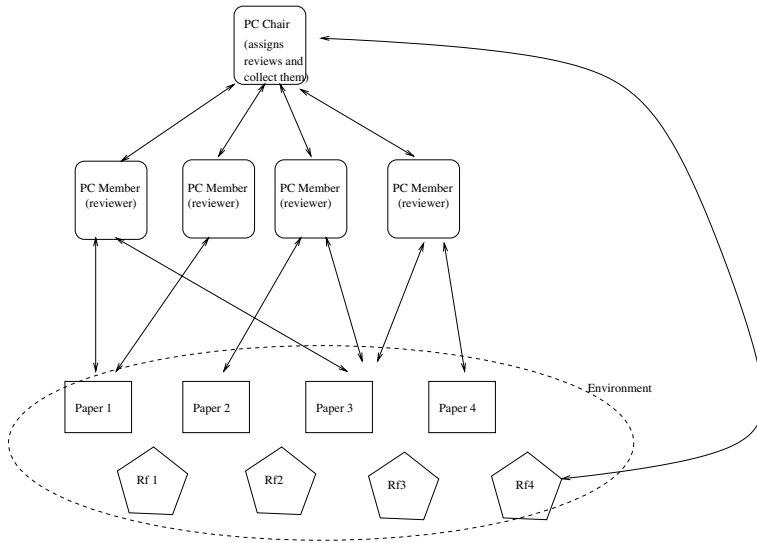 PC Chair
(assigns
reviews and
collect them)
PC Member
(reviewer)
PC Member
(reviewer)
PC Member
(reviewer)
PC Member
(reviewer)
Environment
Paper 1
Paper 2
Paper 3
Paper 4
Rf 1
Rf2
Rf3
Rf4